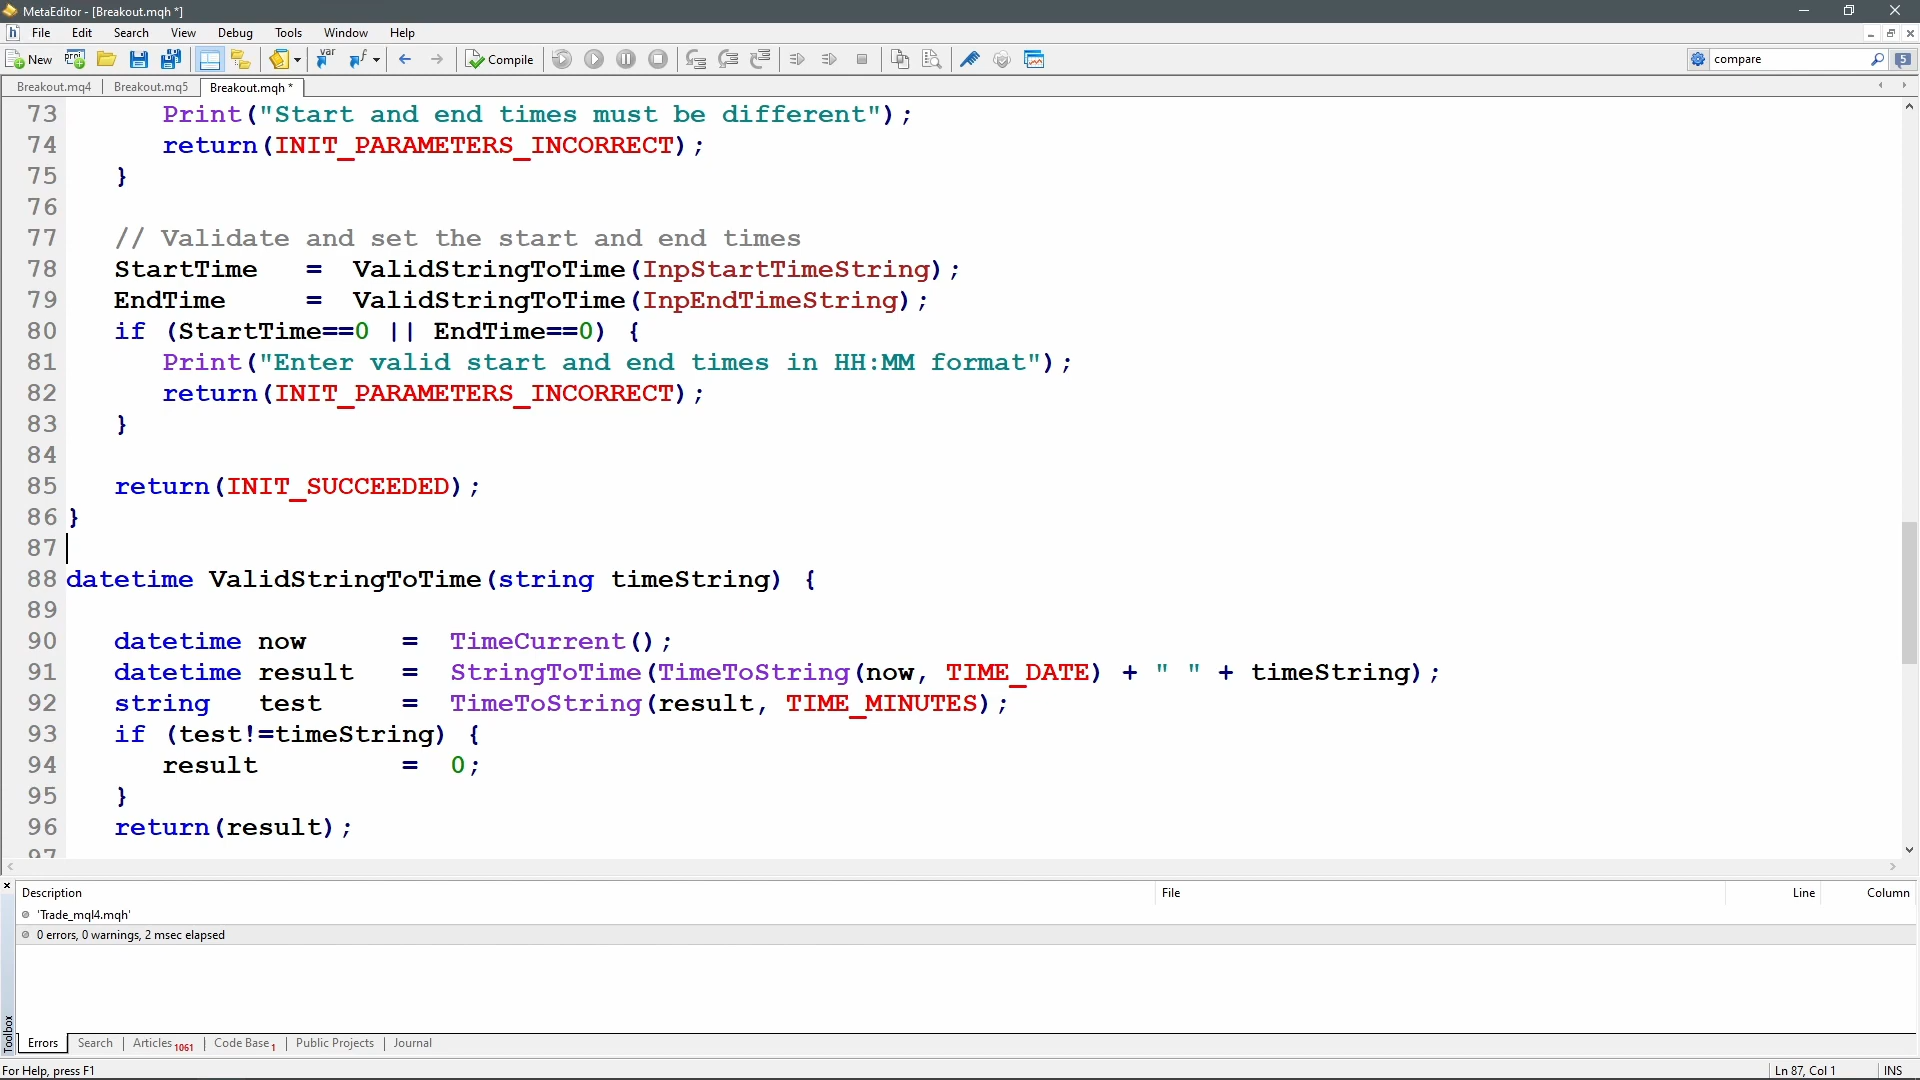 MetaEditor - [Breakout.mqh *]
File Edit Search View Debug Tools Window Help
New Compile compare 5
Breakout.mq4 Breakout.mq5 Breakout.mqh *
73 Print("Start and end times must be different");
74 return(INIT_PARAMETERS_INCORRECT);
75 }
76
77 // Validate and set the start and end times
78 StartTime = ValidStringToTime(InpStartTimeString);
79 EndTime = ValidStringToTime(InpEndTimeString);
80 if (StartTime==0 || EndTime==0) {
81 Print("Enter valid start and end times in HH:MM format");
82 return(INIT_PARAMETERS_INCORRECT);
83 }
84
85 return(INIT_SUCCEEDED);
86 }
87
88 datetime ValidStringToTime(string timeString) {
89
90 datetime now = TimeCurrent();
91 datetime result = StringToTime(TimeToString(now, TIME_DATE) + " " + timeString);
92 string test = TimeToString(result, TIME_MINUTES);
93 if (test!=timeString) {
94 result = 0;
95 }
96 return(result);
97
Description File Line Column
'Trade_mql4.mqh'
0 errors, 0 warnings, 2 msec elapsed
Toolbox
Errors Search Articles 1061 Code Base 1 Public Projects Journal
For Help, press F1 Ln 87, Col 1 INS